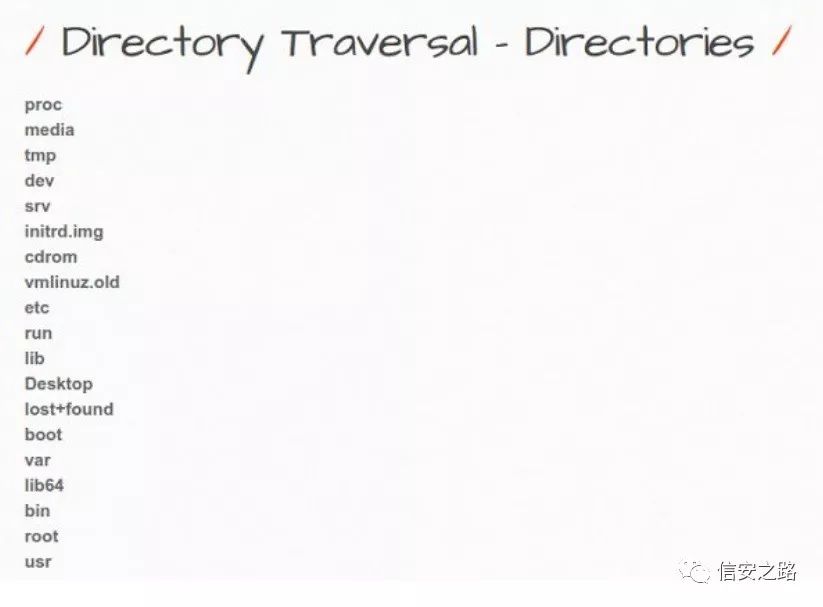 / Directory Traversal - Directories /
proc
media
tmp
dev
srv
initrd.img
cdrom
vmlinuz.old
etc
run
lib
Desktop
lost+found
boot
var
lib64
bin
root
usr
信安之路